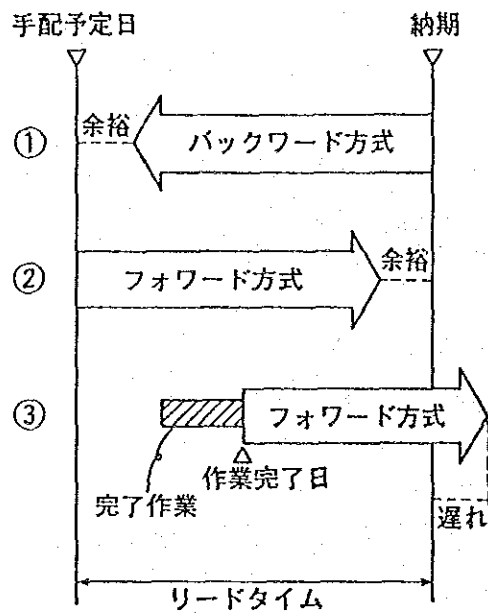 手配予定日 納期
① 余裕 バックワード方式
② フォワード方式 余裕
③ フォワード方式
作業完了日
完了作業 遅れ
リードタイム